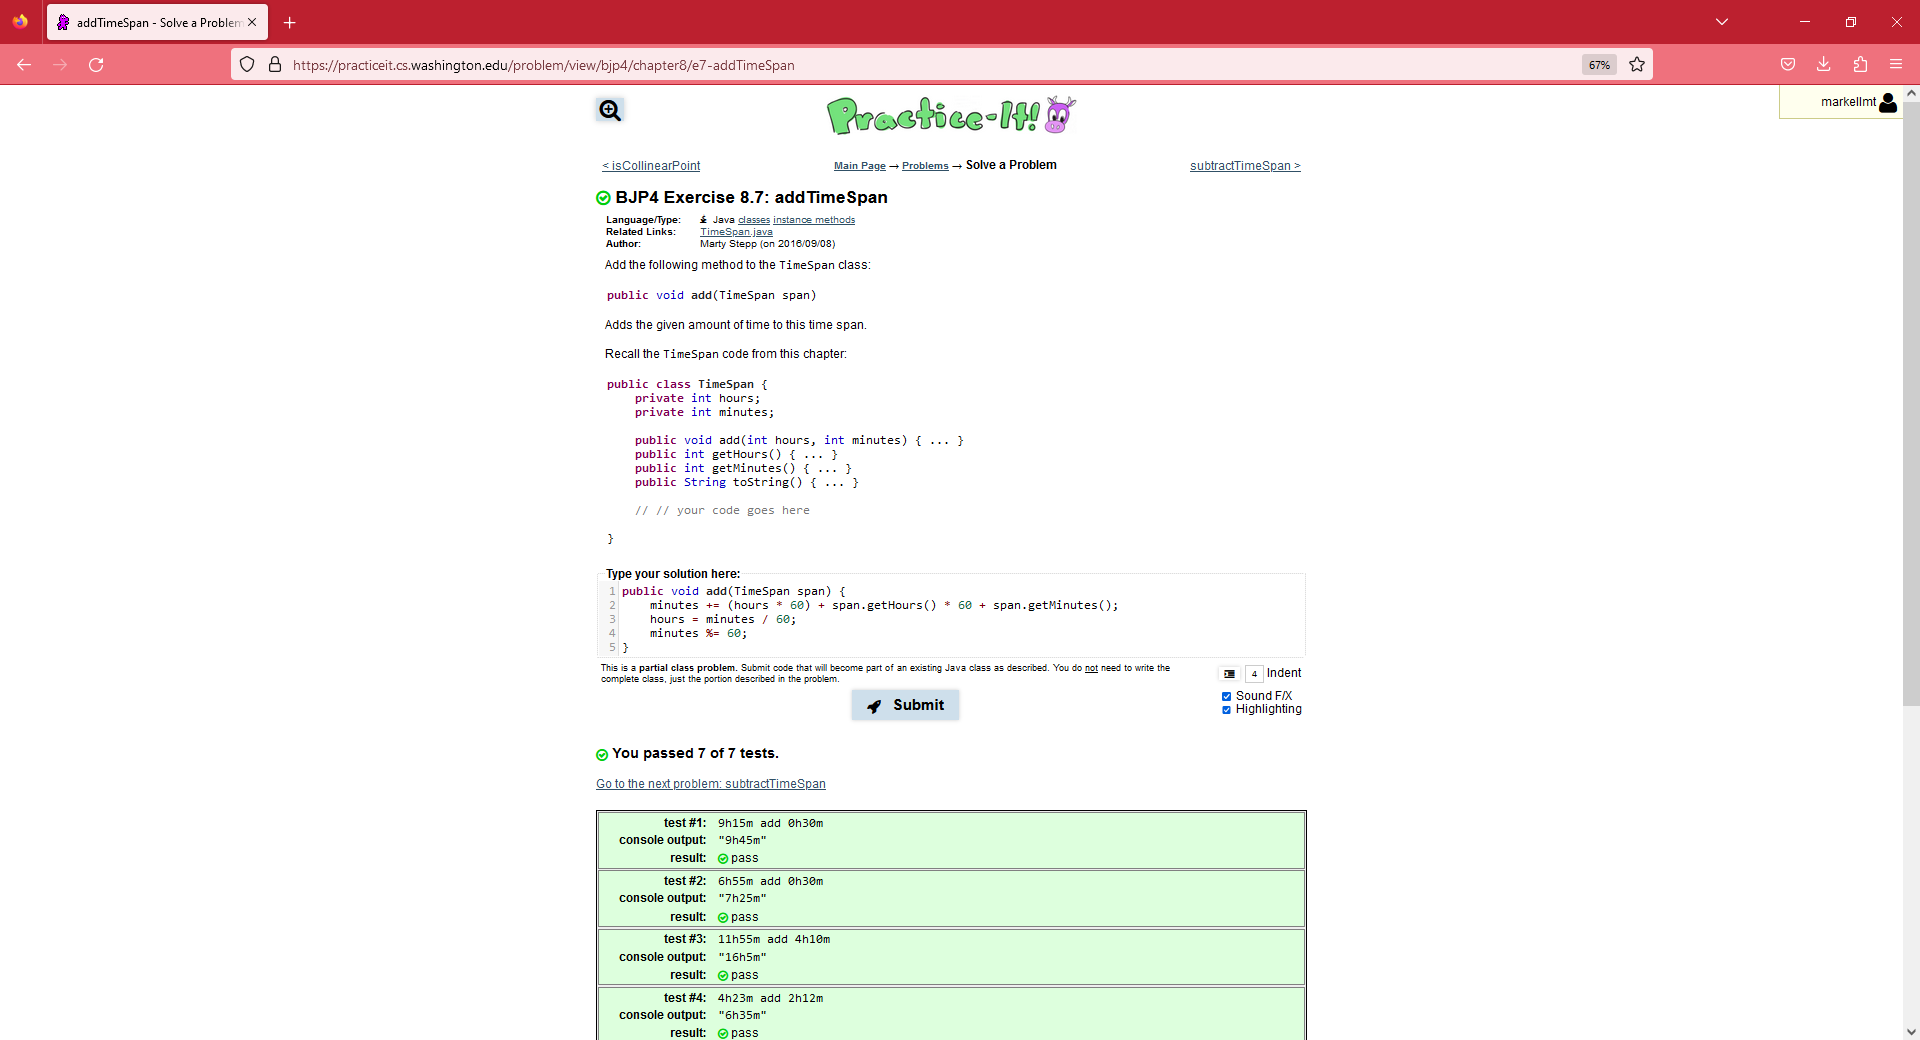 addTimeSpan - Solve a Problem
https://practiceit.cs.washington.edu/problem/view/bjp4/chapter8/e7-addTimeSpan
67%
Practice-It!
markellmt
< isCollinearPoint
Main Page → Problems → Solve a Problem
subtractTimeSpan >
BJP4 Exercise 8.7: addTimeSpan
Language/Type: Java classes instance methods
Related Links: TimeSpan.java
Author: Marty Stepp (on 2016/09/08)
Add the following method to the TimeSpan class:
public void add(TimeSpan span)
Adds the given amount of time to this time span.
Recall the TimeSpan code from this chapter:
public class TimeSpan {
    private int hours;
    private int minutes;
    public void add(int hours, int minutes) { ... }
    public int getHours() { ... }
    public int getMinutes() { ... }
    public String toString() { ... }
    // // your code goes here
}
Type your solution here:
1 public void add(TimeSpan span) {
2     minutes += (hours * 60) + span.getHours() * 60 + span.getMinutes();
3     hours = minutes / 60;
4     minutes %= 60;
5 }
This is a partial class problem. Submit code that will become part of an existing Java class as described. You do not need to write the
complete class, just the portion described in the problem.
4 Indent
Sound F/X
Highlighting
Submit
You passed 7 of 7 tests.
Go to the next problem: subtractTimeSpan
test #1: 9h15m add 0h30m
console output: "9h45m"
result: pass
test #2: 6h55m add 0h30m
console output: "7h25m"
result: pass
test #3: 11h55m add 4h10m
console output: "16h5m"
result: pass
test #4: 4h23m add 2h12m
console output: "6h35m"
result: pass